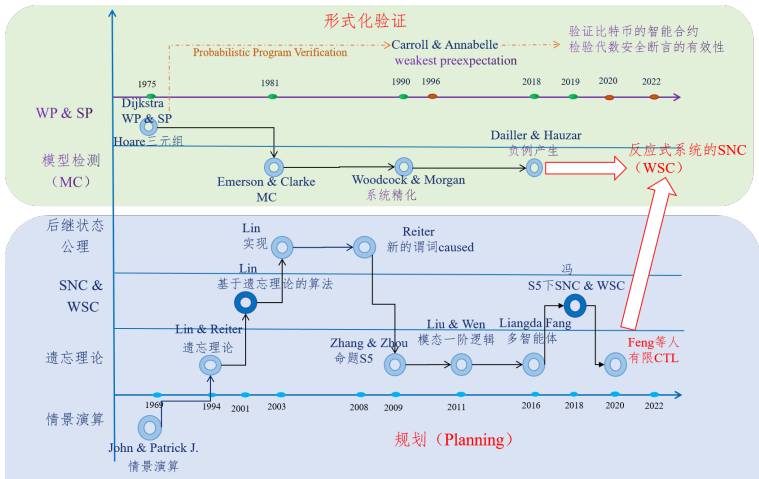 形式化验证
验证比特币的智能合约
检验代数安全断言的有效性
Probabilistic Program Verification
Carroll & Annabelle
weakest preexpectation
1975
1981
1990
1996
2018
2019
2020
2022
WP & SP
Dijkstra
WP & SP
Hoare三元组
模型检测
（MC）
Emerson & Clarke
MC
Woodcock & Morgan
系统精化
Dailler & Hauzar
负例产生
反应式系统的SNC
（WSC）
后继状态
公理
Lin
实现
Reiter
新的谓词caused
SNC &
WSC
Lin
基于遗忘理论的算法
冯
S5下SNC & WSC
遗忘理论
Lin & Reiter
遗忘理论
Zhang & Zhou
命题S5
Liu & Wen
模态一阶逻辑
Liangda Fang
多智能体
Feng等人
有限CTL
1969
1994
2001
2003
2008
2009
2011
2016
2018
2020
2022
情景演算
John & Patrick J.
情景演算
规划（Planning）